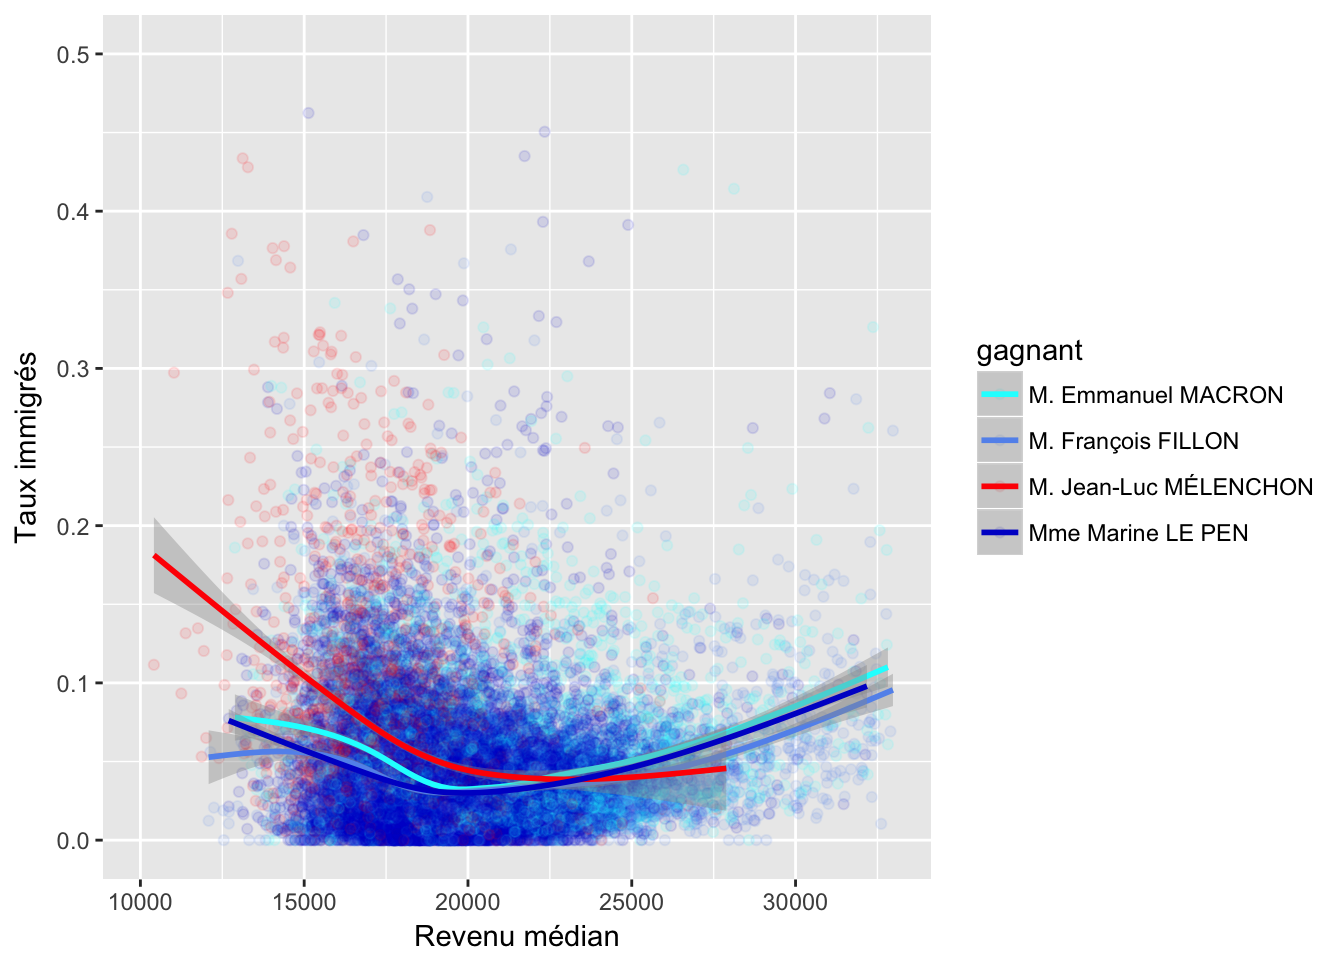 0.5
0.4
0.3
0.2
0.1
0.0
Taux immigrés
10000 15000 20000 25000 30000
Revenu médian
gagnant
M. Emmanuel MACRON
M. François FILLON
M. Jean-Luc MÉLENCHON
Mme Marine LE PEN